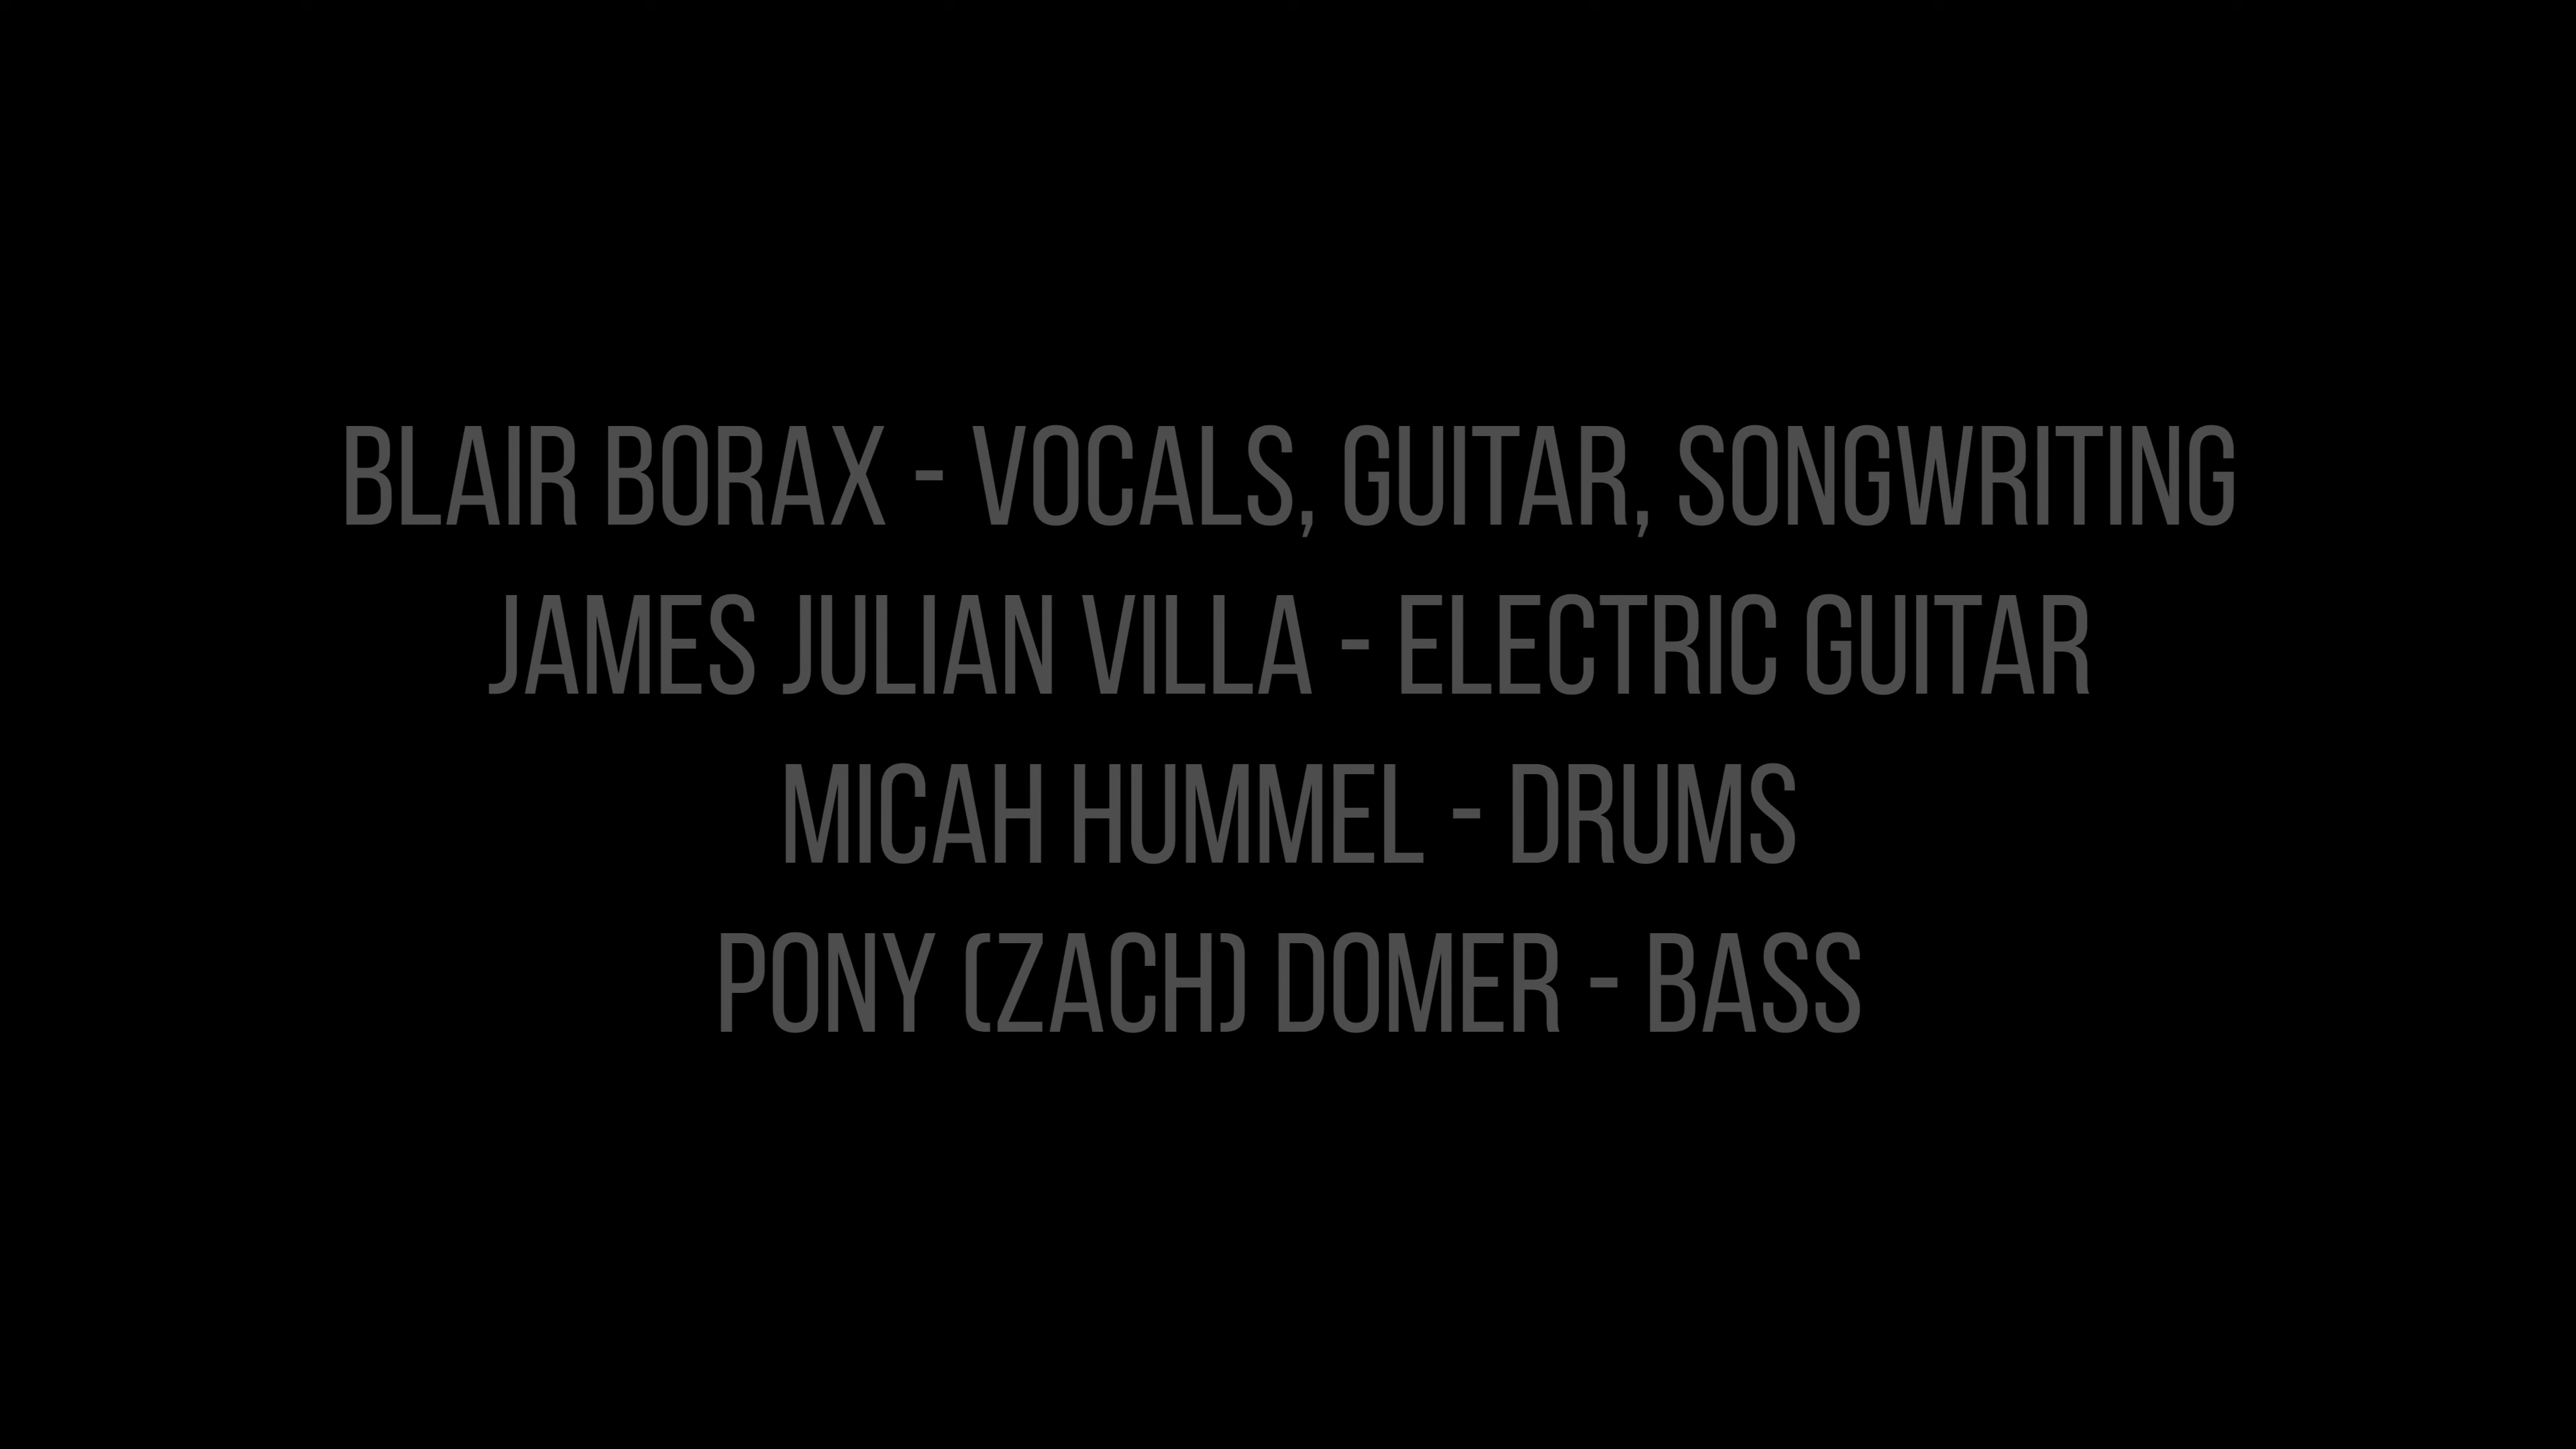 BLAIR BORAX - VOCALS, GUITAR, SONGWRITING
JAMES JULIAN VILLA - ELECTRIC GUITAR
MICAH HUMMEL - DRUMS
PONY (ZACH) DOMER - BASS